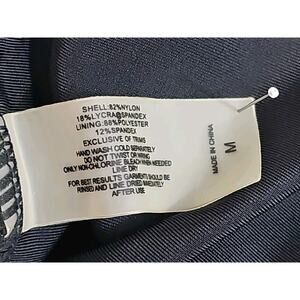 SHELL:82%NYLON
18%LYCRA@SPANDEX
LINING:88%POLYESTER
12%SPANDEX
EXCLUSIVE OF TRIMS
HAND WASH COLD SEPARATELY
DO NOT TWIST OR WRING
ONLY NON-CHLORINE BLEACH WHEN NEEDED
LINE DRY
FOR BEST RESULTS GARMENTS SHOULD BE
RINSED AND LINE DRIED IMMEDIATELY
AFTER USE
MADE IN CHINA
M